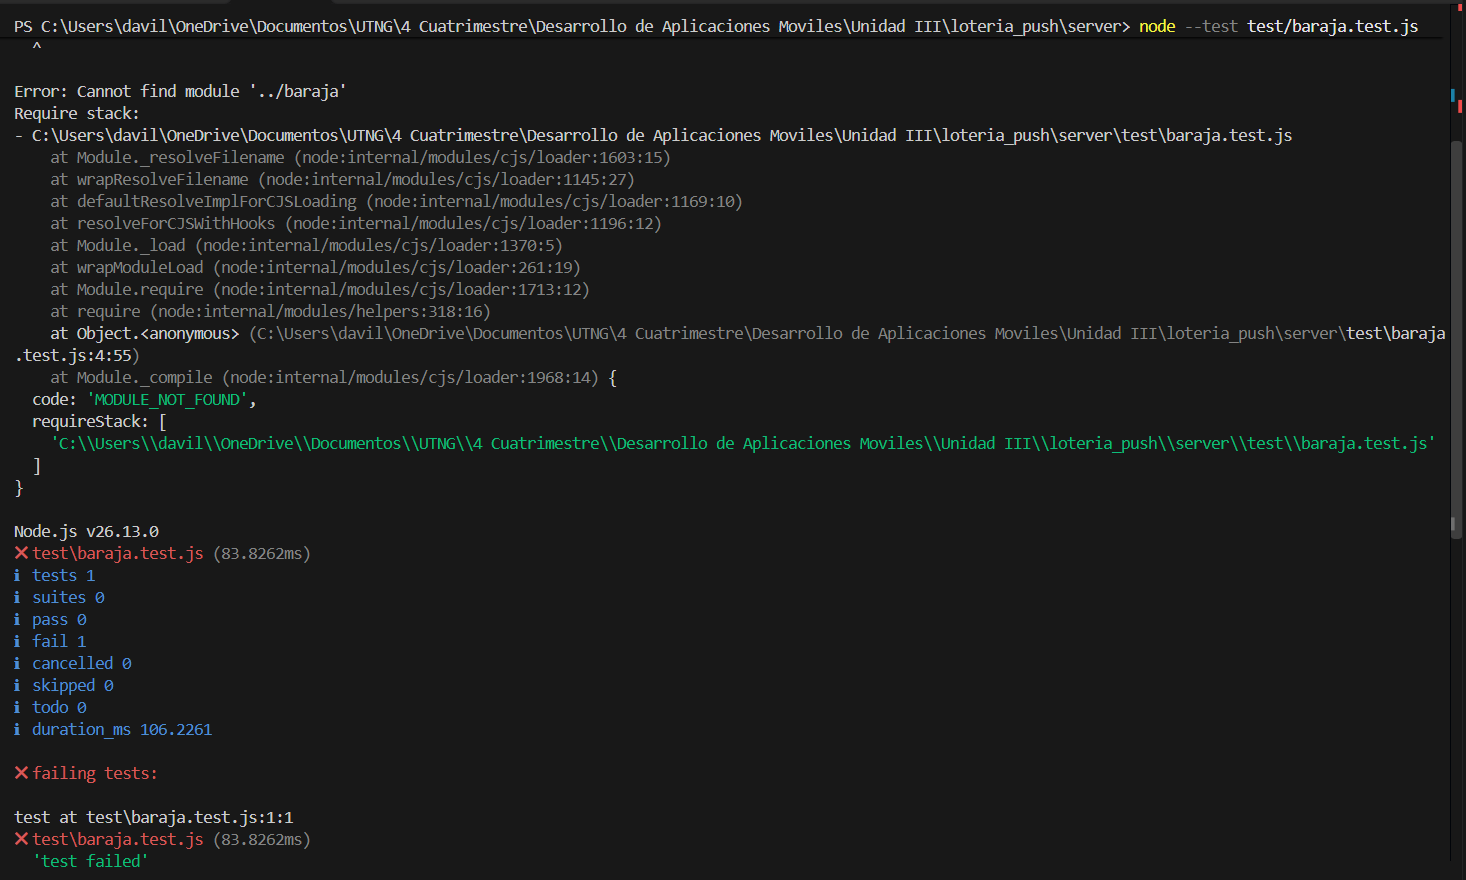 PS C:\Users\davil\OneDrive\Documentos\UTNG\4 Cuatrimestre\Desarrollo de Aplicaciones Moviles\Unidad III\loteria_push\server> node --test test/baraja.test.js
  ^
Error: Cannot find module '../baraja'
Require stack:
- C:\Users\davil\OneDrive\Documentos\UTNG\4 Cuatrimestre\Desarrollo de Aplicaciones Moviles\Unidad III\loteria_push\server\test\baraja.test.js
    at Module._resolveFilename (node:internal/modules/cjs/loader:1603:15)
    at wrapResolveFilename (node:internal/modules/cjs/loader:1145:27)
    at defaultResolveImplForCJSLoading (node:internal/modules/cjs/loader:1169:10)
    at resolveForCJSWithHooks (node:internal/modules/cjs/loader:1196:12)
    at Module._load (node:internal/modules/cjs/loader:1370:5)
    at wrapModuleLoad (node:internal/modules/cjs/loader:261:19)
    at Module.require (node:internal/modules/cjs/loader:1713:12)
    at require (node:internal/modules/helpers:318:16)
    at Object.<anonymous> (C:\Users\davil\OneDrive\Documentos\UTNG\4 Cuatrimestre\Desarrollo de Aplicaciones Moviles\Unidad III\loteria_push\server\test\baraja
.test.js:4:55)
    at Module._compile (node:internal/modules/cjs/loader:1968:14) {
  code: 'MODULE_NOT_FOUND',
  requireStack: [
    'C:\\Users\\davil\\OneDrive\\Documentos\\UTNG\\4 Cuatrimestre\\Desarrollo de Aplicaciones Moviles\\Unidad III\\loteria_push\\server\\test\\baraja.test.js'
  ]
}
Node.js v26.13.0
❌test\baraja.test.js (83.8262ms)
ℹ tests 1
ℹ suites 0
ℹ pass 0
ℹ fail 1
ℹ cancelled 0
ℹ skipped 0
ℹ todo 0
ℹ duration_ms 106.2261
❌failing tests:
test at test\baraja.test.js:1:1
❌test\baraja.test.js (83.8262ms)
  'test failed'